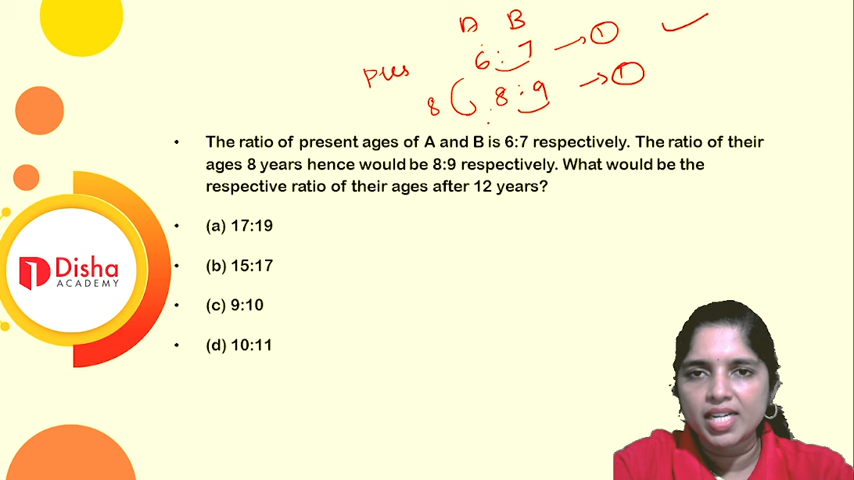 A B
6:7 → 1
Pres
8 8:9 → 1
• The ratio of present ages of A and B is 6:7 respectively. The ratio of their
ages 8 years hence would be 8:9 respectively. What would be the
respective ratio of their ages after 12 years?
• (a) 17:19
• (b) 15:17
• (c) 9:10
• (d) 10:11
Disha
ACADEMY